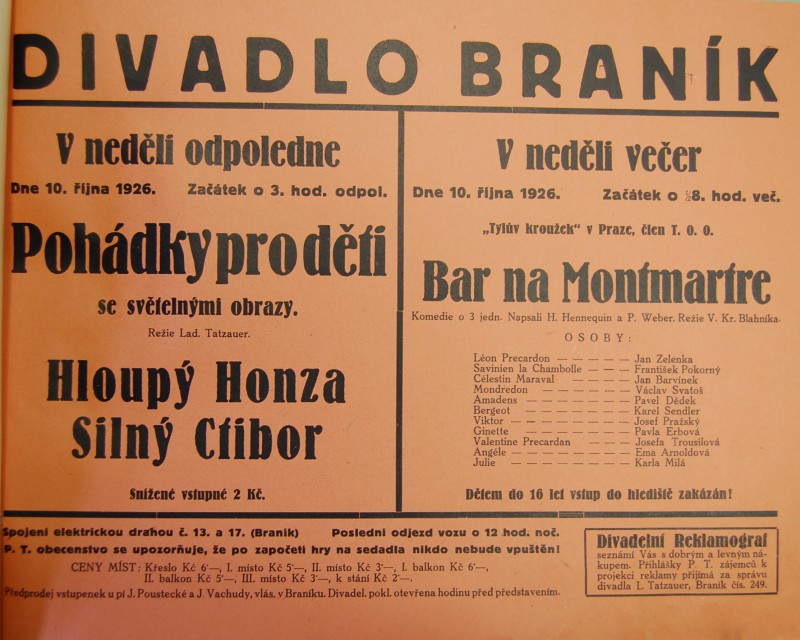 DIVADLO BRANÍK
V neděli odpoledne
Dne 10. října 1926. Začátek o 3. hod. odpol.
Pohádky pro děti
se světelnými obrazy.
Režie Lad. Tatzauer.
Hloupý Honza
Silný Ctibor
Snížené vstupné 2 Kč.
V neděli večer
Dne 10. října 1926. Začátek o ½8. hod. več.
„Tylův kroužek“ v Praze, člen T. O. O.
Bar na Montmartre
Komedie o 3 jedn. Napsali H. Hennequin a P. Weber. Režie V. Kr. Blahníka.
OSOBY:
Léon Precardon — — — — — Jan Zelenka
Savinien la Chambolle — — — František Pokorný
Célestin Maraval — — — — Jan Barvínek
Mondredon — — — — — — Václav Svatoš
Amadens — — — — — — — Pavel Dědek
Bergeot — — — — — — — Karel Sendler
Viktor — — — — — — — — Josef Pražský
Ginette — — — — — — — Pavla Erbová
Valentine Precardan — — — Josefa Trousilová
Angéle — — — — — — — Ema Arnoldová
Julie — — — — — — — — Karla Milá
Dětem do 16 let vstup do hlediště zakázán!
Spojení elektrickou drahou č. 13. a 17. (Braník) Poslední odjezd vozu o 12 hod. noč.
P. T. obecenstvo se upozorňuje, že po započetí hry na sedadla nikdo nebude vpuštěn!
CENY MÍST: Křeslo Kč 6·—, I. místo Kč 5·—, II. místo Kč 3·—, I. balkon Kč 6·—,
II. balkon Kč 5·—, III. místo Kč 3·—, k stání Kč 2·—.
Předprodej vstupenek u pí J. Poustecké a J. Vachudy, vlás, v Braníku. Divadel. pokl. otevřena hodinu před představením.
Divadelní Reklamograf
seznámí Vás s dobrým a levným ná-
kupem. Přihlášky P. T. zájemců k
projekci reklamy přijímá za správu
divadla L. Tatzauer, Braník čís. 249.